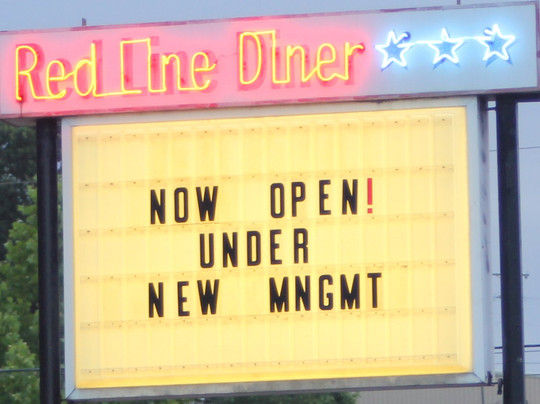 Red Line Diner
NOW OPEN!
UNDER
NEW MNGMT